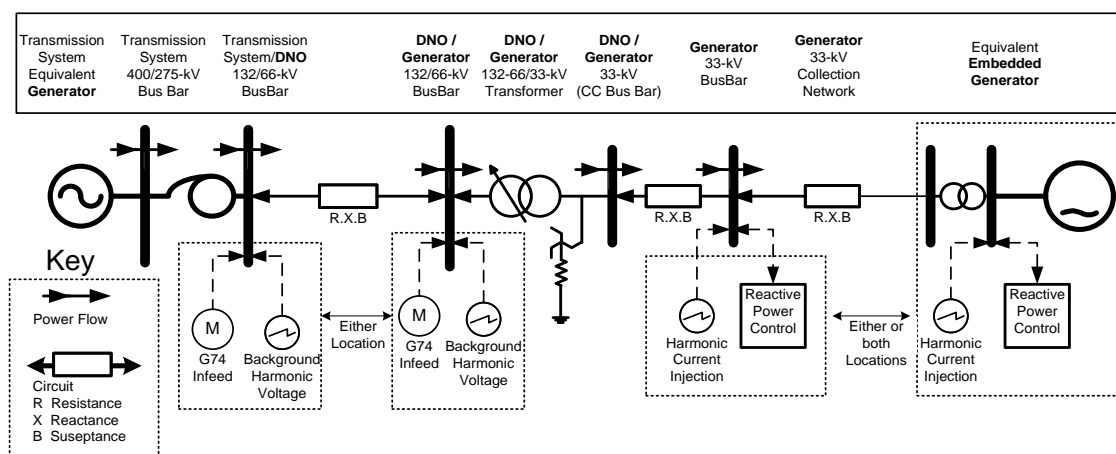 Transmission
System
Equivalent
Generator
Transmission
System
400/275-kV
Bus Bar
Transmission
System/DNO
132/66-kV
BusBar
DNO /
Generator
132/66-kV
BusBar
DNO /
Generator
132-66/33-kV
Transformer
DNO /
Generator
33-kV
(CC Bus Bar)
Generator
33-kV
BusBar
Generator
33-kV
Collection
Network
Equivalent
Embedded
Generator
R.X.B
R.X.B
R.X.B
Key
Power Flow
Circuit
R Resistance
X Reactance
B Suseptance
M
G74
Infeed
Background
Harmonic
Voltage
Either
Location
M
G74
Infeed
Background
Harmonic
Voltage
Harmonic
Current
Injection
Reactive
Power
Control
Either or
both
Locations
Harmonic
Current
Injection
Reactive
Power
Control